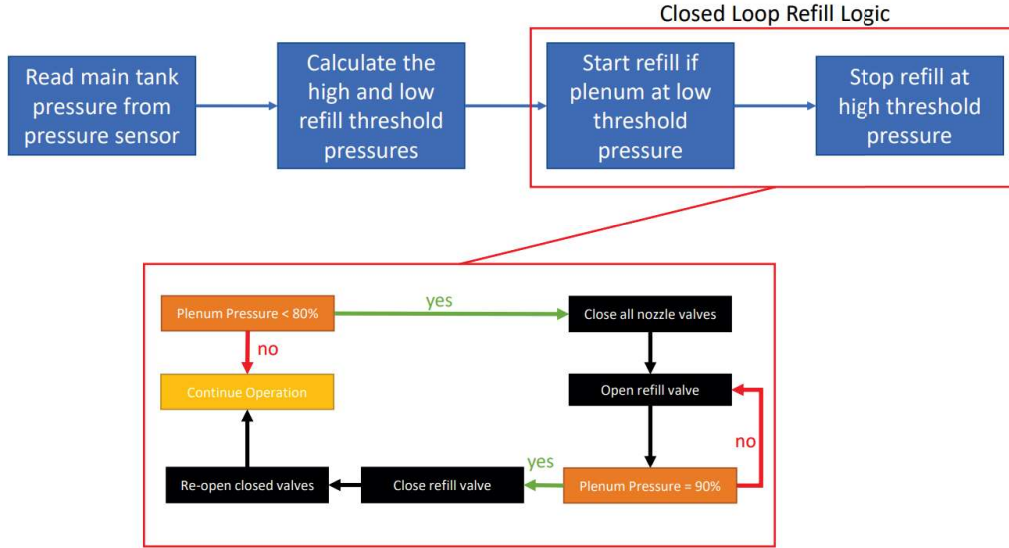 Closed Loop Refill Logic
Read main tank
pressure from
pressure sensor
Calculate the
high and low
refill threshold
pressures
Start refill if
plenum at low
threshold
pressure
Stop refill at
high threshold
pressure
Plenum Pressure < 80%
yes
Close all nozzle valves
no
Continue Operation
Open refill valve
no
Re-open closed valves
Close refill valve
yes
Plenum Pressure = 90%